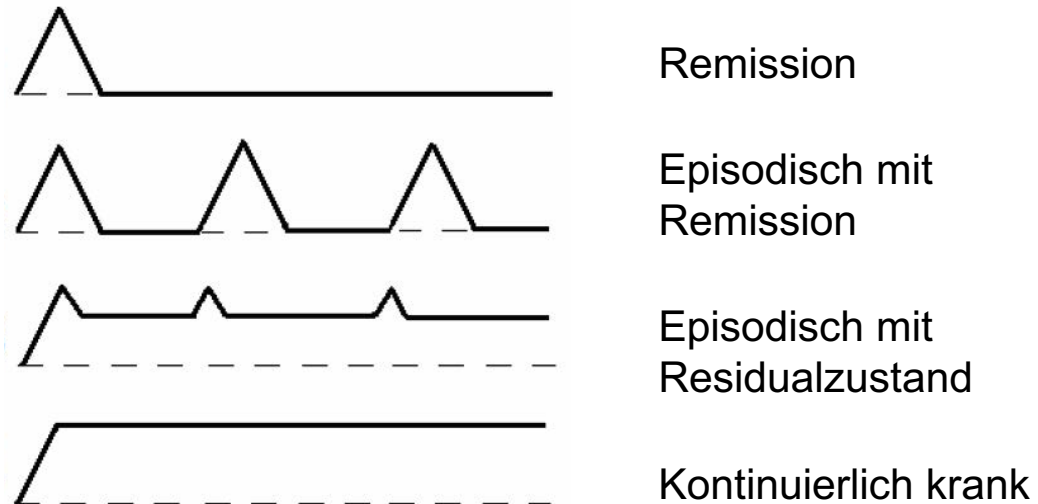 Remission
Episodisch mit
Remission
Episodisch mit
Residualzustand
Kontinuierlich krank